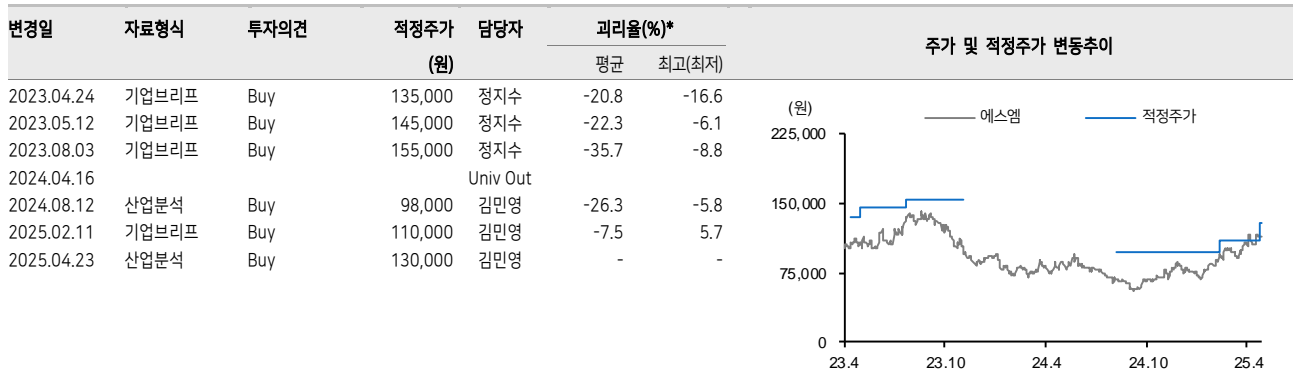 변경일 자료형식 투자의견 적정주가 담당자 괴리율(%)* 주가 및 적정주가 변동추이
(원) 평균 최고(최저)
2023.04.24 기업브리프 Buy 135,000 정지수 -20.8 -16.6
2023.05.12 기업브리프 Buy 145,000 정지수 -22.3 -6.1
2023.08.03 기업브리프 Buy 155,000 정지수 -35.7 -8.8
2024.04.16 Univ Out
2024.08.12 산업분석 Buy 98,000 김민영 -26.3 -5.8
2025.02.11 기업브리프 Buy 110,000 김민영 -7.5 5.7
2025.04.23 산업분석 Buy 130,000 김민영 - -
(원)
에스엠 적정주가
225,000
150,000
75,000
0
23.4 23.10 24.4 24.10 25.4